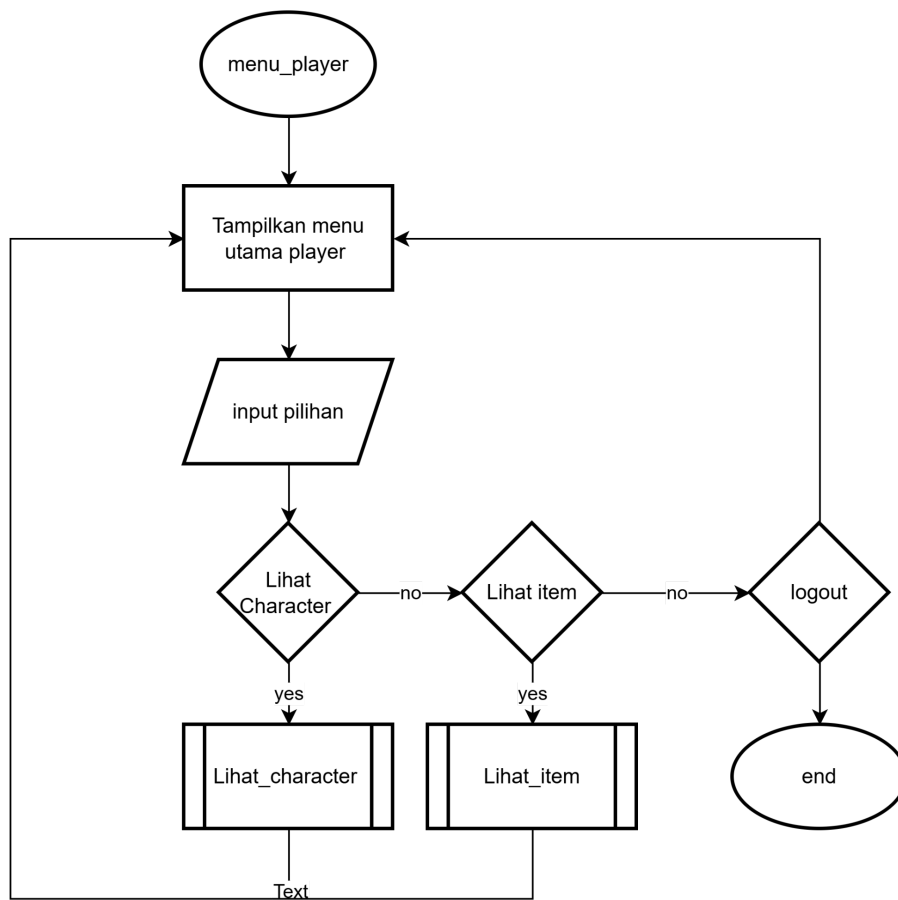 menu_player
Tampilkan menu
utama player
input pilihan
Lihat
Character
no
Lihat item
no
logout
yes
yes
Lihat_character
Lihat_item
end
Text